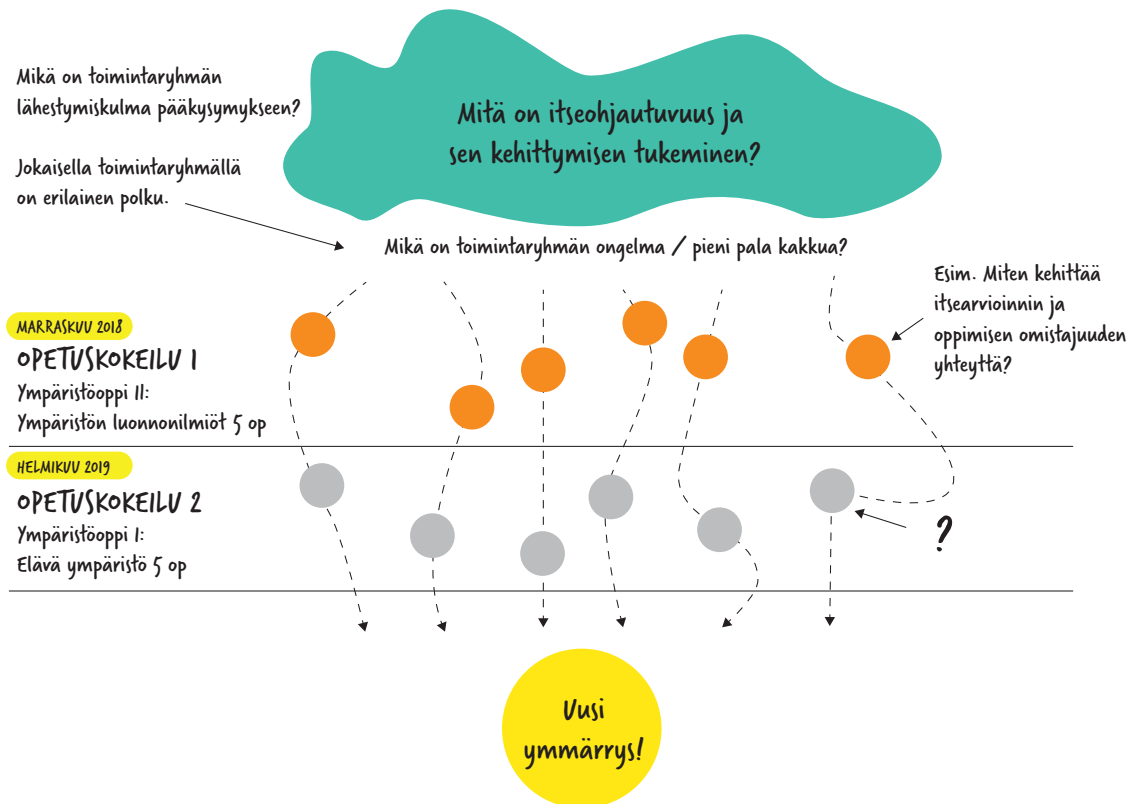 Mikä on toimintaryhmän
lähestymiskulma pääkysymykseen?
Jokaisella toimintaryhmällä
on erilainen polku.
Mitä on itseohjautuvuus ja
sen kehittymisen tukeminen?
Mikä on toimintaryhmän ongelma / pieni pala kakkua?
Esim. Miten kehittää
itsearvioinnin ja
oppimisen omistajuuden
yhteyttä?
MARRASKUU 2018
OPETUSKOKEILU 1
Ympäristöoppi II:
Ympäristön luonnonilmiöt 5 op
HELMIKUU 2019
OPETUSKOKEILU 2
Ympäristöoppi I:
Elävä ympäristö 5 op
?
Uusi
ymmärrys!